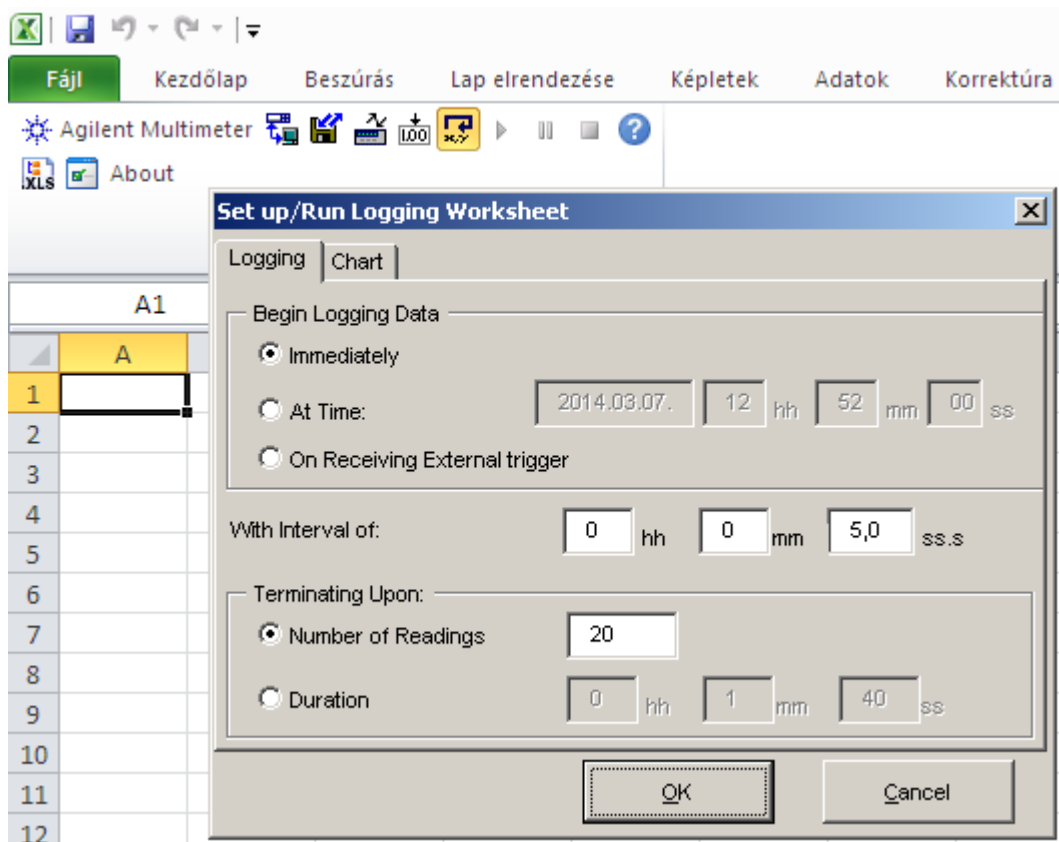 Fájl Kezdőlap Beszúrás Lap elrendezése Képletek Adatok Korrektúra
Agilent Multimeter 1.00 x,y ?
.XLS About
Set up/Run Logging Worksheet
Logging Chart
A1
Begin Logging Data
A
Immediately
1
At Time: 2014.03.07. 12 hh 52 mm 00 ss
2
On Receiving External trigger
3
4
With Interval of: 0 hh 0 mm 5,0 ss.s
5
6
Terminating Upon:
7
Number of Readings 20
8
Duration 0 hh 1 mm 40 ss
9
10
11
OK Cancel
12